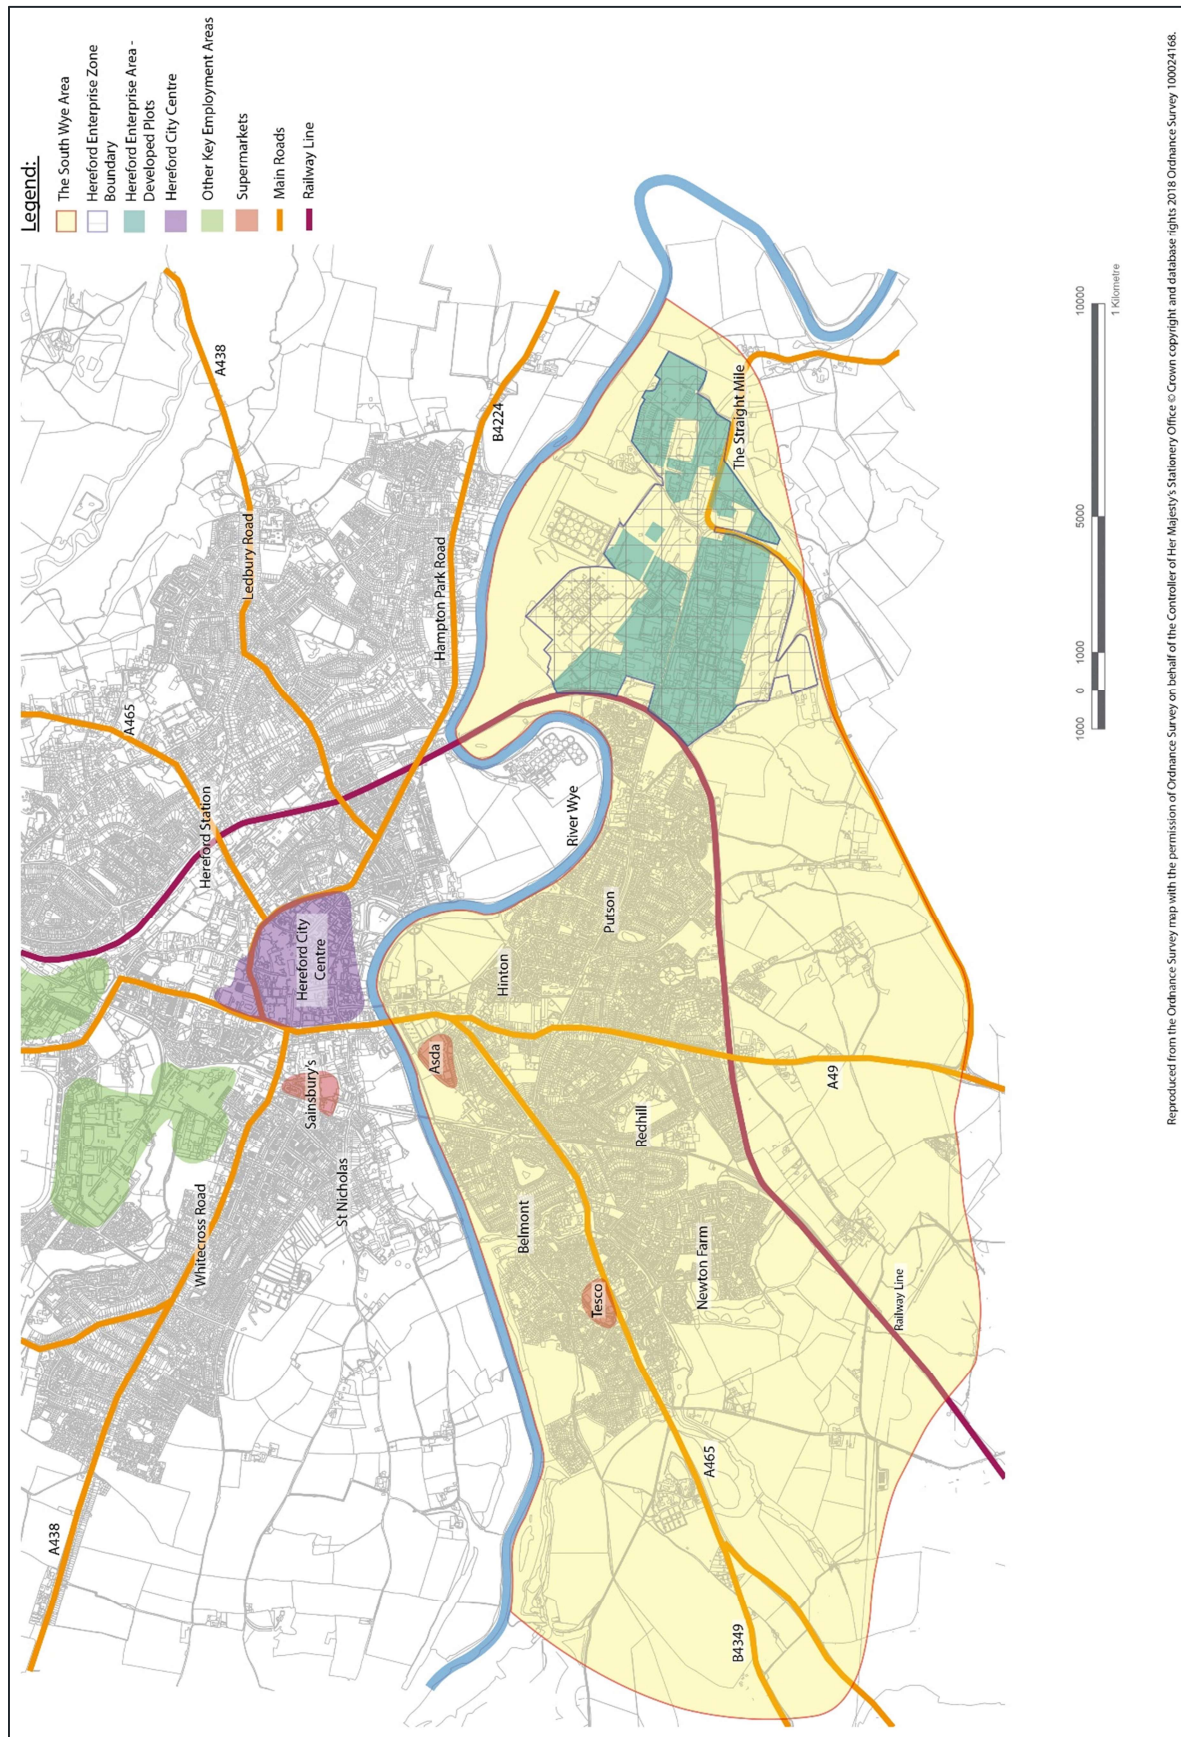 Legend:
The South Wye Area
Hereford Enterprise Zone
Boundary
Hereford Enterprise Area -
Developed Plots
Hereford City Centre
Other Key Employment Areas
Supermarkets
Main Roads
Railway Line
A438
Whitecross Road
A465
Hereford Station
Ledbury Road
A438
Hereford City
Centre
Sainsbury's
St Nicholas
Hampton Park Road
B4224
Asda
Hinton
River Wye
Belmont
Putson
Tesco
Redhill
Newton Farm
The Straight Mile
A465
B4349
A49
Railway Line
1000
0
1000
5000
10000
1 Kilometre
Reproduced from the Ordnance Survey map with the permission of Ordnance Survey on behalf of the Controller of Her Majesty's Stationery Office © Crown copyright and database rights 2018 Ordnance Survey 100024168.